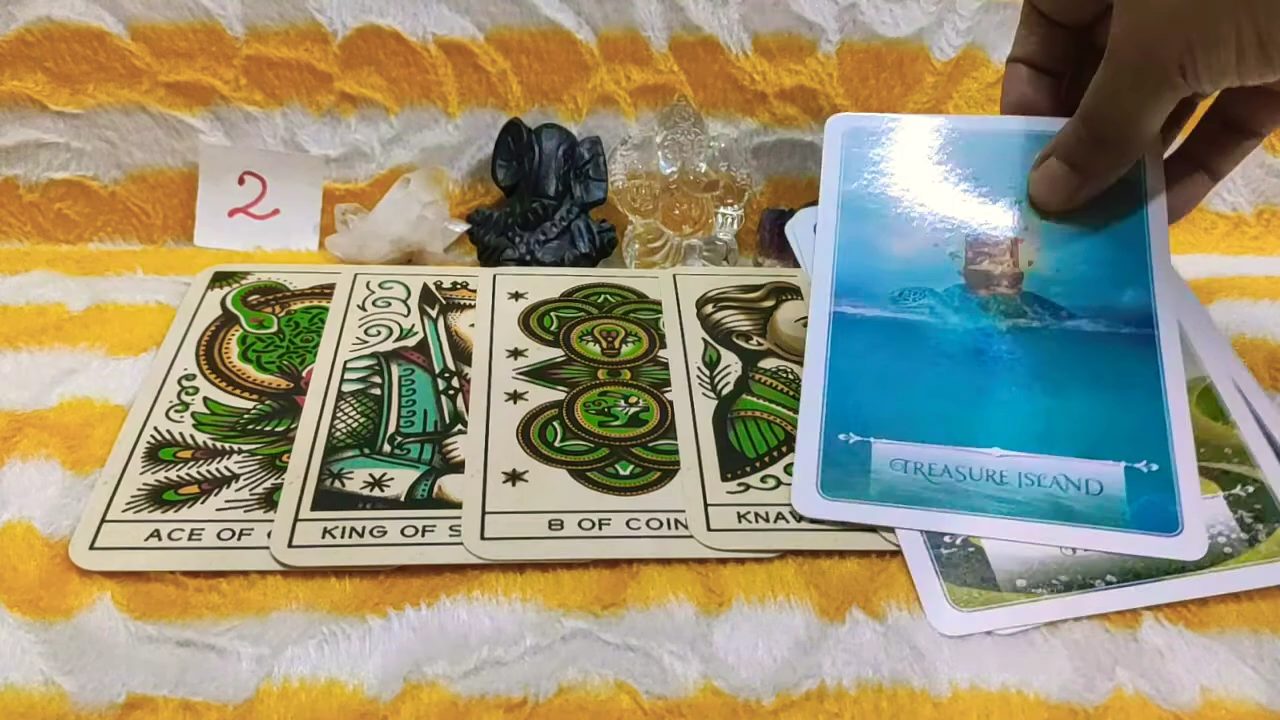 2
ACE OF
KING OF S
8 OF COIN
KNAV
TREASURE ISLAND